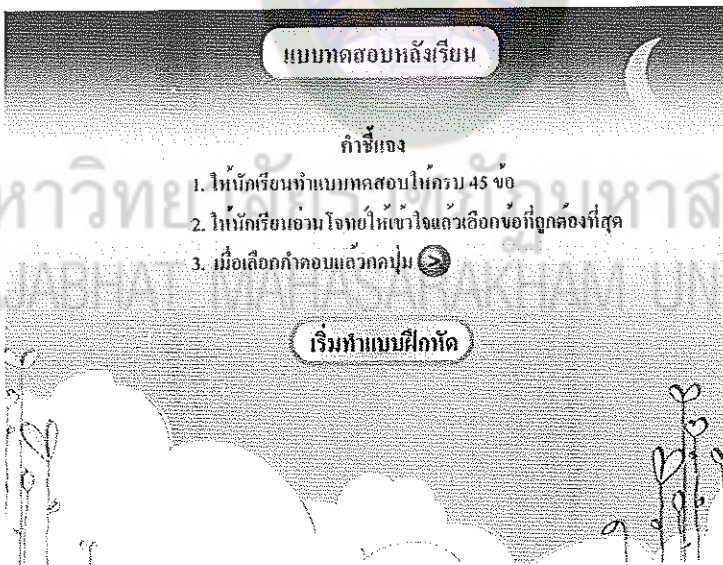 แบบทดสอบหลังเรียน
คำชี้แจง
1. ให้นักเรียนทำแบบทดสอบให้ครบ 45 ข้อ
2. ให้นักเรียนอ่านโจทย์ให้เข้าใจแล้วเลือกข้อที่ถูกต้องที่สุด
3. เมื่อเลือกคำตอบแล้วกดปุ่ม
JABHAT MAHASARAKHAM UNI
เริ่มทำแบบฝึกหัด